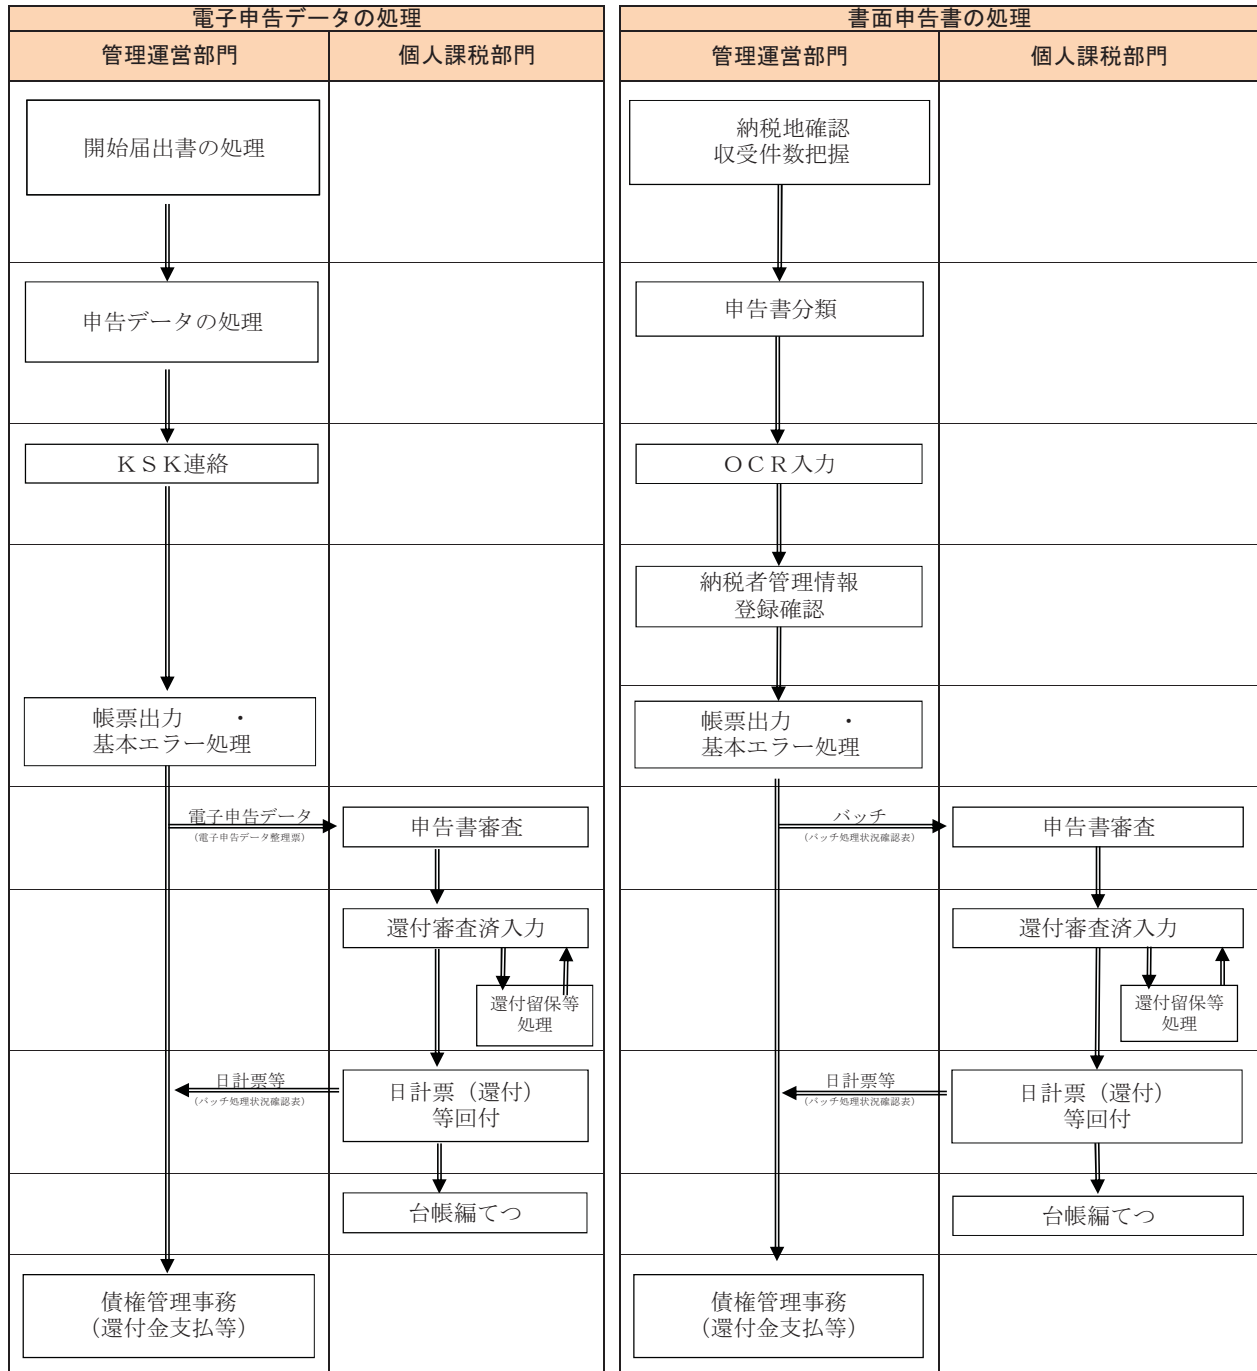 電子申告データの処理
管理運営部門
個人課税部門
開始届出書の処理
申告データの処理
ＫＳＫ連絡
帳票出力　　・
基本エラー処理
電子申告データ
(電子申告データ整理票)
申告書審査
還付審査済入力
還付留保等
処理
日計票等
(バッチ処理状況確認表)
日計票（還付）
等回付
台帳編てつ
債権管理事務
(還付金支払等)
書面申告書の処理
管理運営部門
個人課税部門
納税地確認
収受件数把握
申告書分類
ＯＣＲ入力
納税者管理情報
登録確認
帳票出力　　・
基本エラー処理
バッチ
(バッチ処理状況確認表)
申告書審査
還付審査済入力
還付留保等
処理
日計票等
(バッチ処理状況確認表)
日計票（還付）
等回付
台帳編てつ
債権管理事務
(還付金支払等)